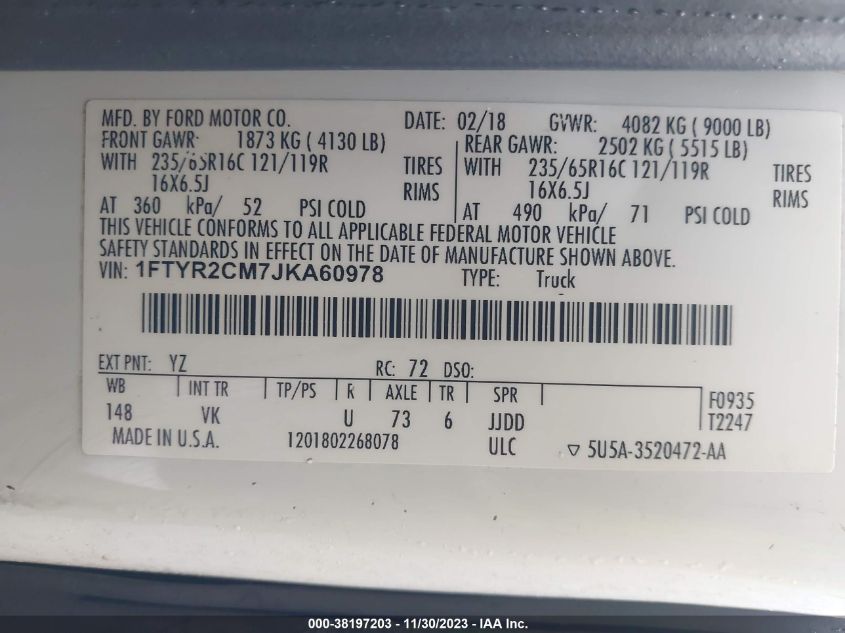 MFD. BY FORD MOTOR CO. DATE: 02/18 GVWR: 4082 KG ( 9000 LB)
FRONT GAWR: 1873 KG ( 4130 LB) REAR GAWR: 2502 KG ( 5515 LB)
WITH 235/65R16C 121/119R TIRES WITH 235/65R16C 121/119R TIRES
16X6.5J RIMS 16X6.5J RIMS
AT 360 kPa/ 52 PSI COLD AT 490 kPa/ 71 PSI COLD
THIS VEHICLE CONFORMS TO ALL APPLICABLE FEDERAL MOTOR VEHICLE
SAFETY STANDARDS IN EFFECT ON THE DATE OF MANUFACTURE SHOWN ABOVE.
VIN: 1FTYR2CM7JKA60978 TYPE: Truck
EXT PNT: YZ RC: 72 DSO:
WB INT TR TP/PS R AXLE TR SPR F0935
148 VK U 73 6 JJDD T2247
MADE IN U.S.A. 1201802268078 ULC ▽ 5U5A-3520472-AA
000-38197203 - 11/30/2023 - IAA Inc.